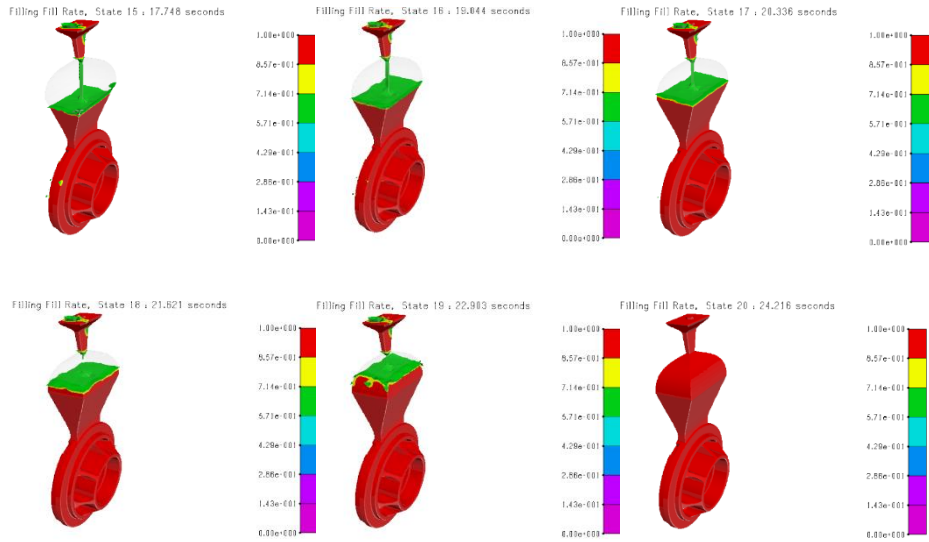 Filling Fill Rate, State 15 : 17.748 seconds
1.00e+000
8.57e-001
7.14e-001
5.71e-001
4.29e-001
2.86e-001
1.43e-001
0.00e+000
Filling Fill Rate, State 16 : 19.044 seconds
1.00e+000
8.57e-001
7.14e-001
5.71e-001
4.29e-001
2.86e-001
1.43e-001
0.00e+000
Filling Fill Rate, State 17 : 20.336 seconds
1.00e+000
8.57e-001
7.14e-001
5.71e-001
4.29e-001
2.86e-001
1.43e-001
0.00e+000
Filling Fill Rate, State 18 : 21.621 seconds
1.00e+000
8.57e-001
7.14e-001
5.71e-001
4.29e-001
2.86e-001
1.43e-001
0.00e+000
Filling Fill Rate, State 19 : 22.903 seconds
1.00e+000
8.57e-001
7.14e-001
5.71e-001
4.29e-001
2.86e-001
1.43e-001
0.00e+000
Filling Fill Rate, State 20 : 24.216 seconds
1.00e+000
8.57e-001
7.14e-001
5.71e-001
4.29e-001
2.86e-001
1.43e-001
0.00e+000